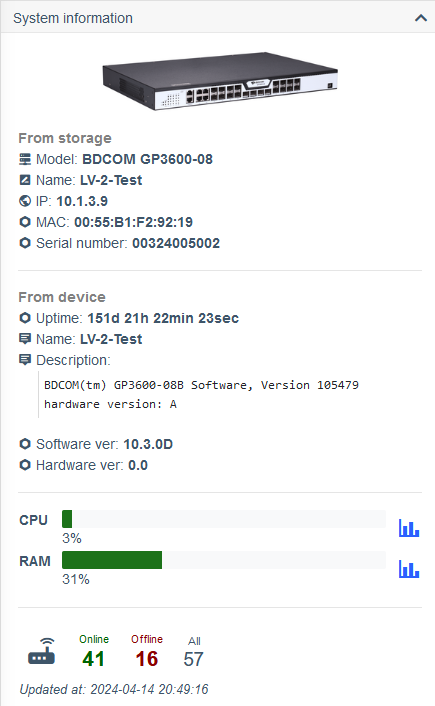 System information
From storage
Model: BDCOM GP3600-08
Name: LV-2-Test
IP: 10.1.3.9
MAC: 00:55:B1:F2:92:19
Serial number: 00324005002
From device
Uptime: 151d 21h 22min 23sec
Name: LV-2-Test
Description:
BDCOM(tm) GP3600-08B Software, Version 105479
hardware version: A
Software ver: 10.3.0D
Hardware ver: 0.0
CPU
3%
RAM
31%
Online Offline All
41 16 57
Updated at: 2024-04-14 20:49:16